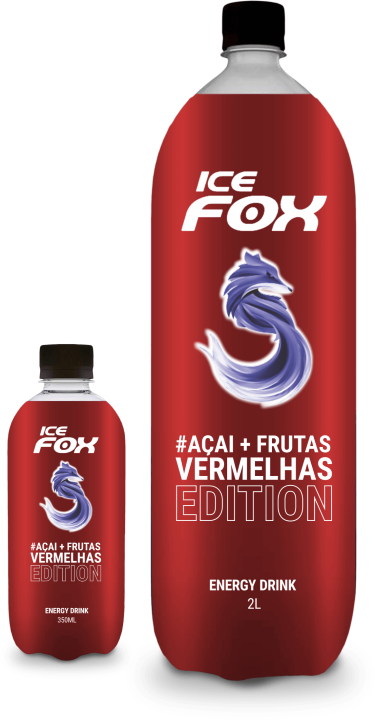 ICE
FOX
#AÇAI + FRUTAS
VERMELHAS
EDITION
ENERGY DRINK
2L
ICE
FOX
#AÇAI + FRUTAS
VERMELHAS
EDITION
ENERGY DRINK
350ML